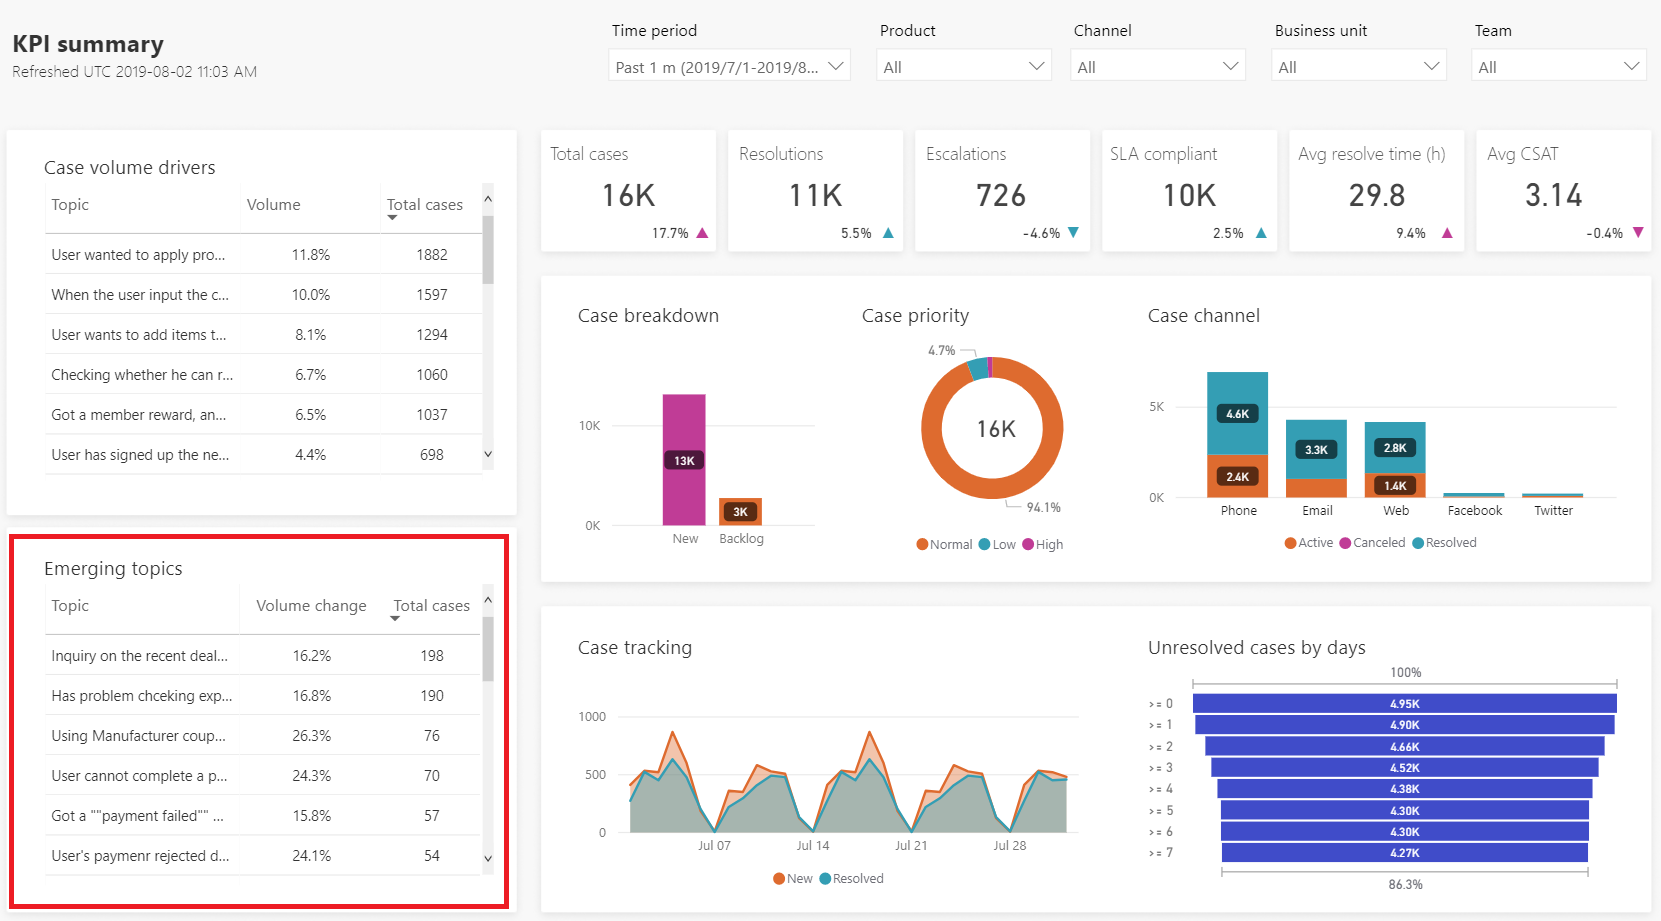 KPI summary
Refreshed UTC 2019-08-02 11:03 AM
Time period
Product
Channel
Business unit
Team
Past 1 m (2019/7/1-2019/8...
All
All
All
All
Case volume drivers
Topic Volume Total cases
User wanted to apply pro... 11.8% 1882
When the user input the c... 10.0% 1597
User wants to add items t... 8.1% 1294
Checking whether he can r... 6.7% 1060
Got a member reward, an... 6.5% 1037
User has signed up the ne... 4.4% 698
Emerging topics
Topic Volume change Total cases
Inquiry on the recent deal... 16.2% 198
Has problem chceking exp... 16.8% 190
Using Manufacturer coup... 26.3% 76
User cannot complete a p... 24.3% 70
Got a ""payment failed"" ... 15.8% 57
User's paymenr rejected d... 24.1% 54
Total cases
16K
17.7%
Resolutions
11K
5.5%
Escalations
726
-4.6%
SLA compliant
10K
2.5%
Avg resolve time (h)
29.8
9.4%
Avg CSAT
3.14
-0.4%
Case breakdown
10K
0K
13K
3K
New Backlog
Case priority
4.7%
16K
94.1%
Normal Low High
Case channel
5K
0K
4.6K
2.4K
3.3K
2.8K
1.4K
Phone Email Web Facebook Twitter
Active Canceled Resolved
Case tracking
1000
500
0
Jul 07 Jul 14 Jul 21 Jul 28
New Resolved
Unresolved cases by days
100%
>= 0 4.95K
>= 1 4.90K
>= 2 4.66K
>= 3 4.52K
>= 4 4.38K
>= 5 4.30K
>= 6 4.30K
>= 7 4.27K
86.3%